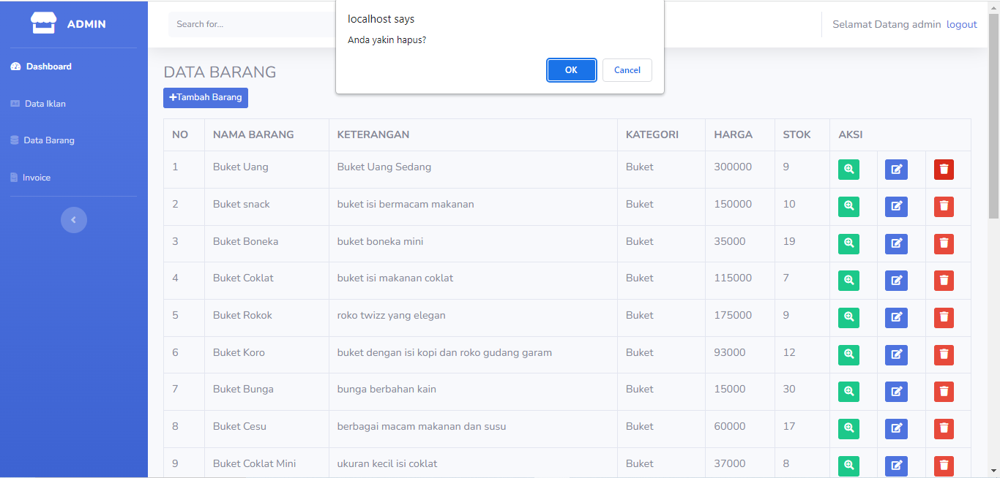 localhost says
Anda yakin hapus?
OK Cancel
ADMIN
Search for...
Selamat Datang admin logout
Dashboard
Data Iklan
Data Barang
Invoice
DATA BARANG
Tambah Barang
NO NAMA BARANG KETERANGAN KATEGORI HARGA STOK AKSI
1 Buket Uang Buket Uang Sedang Buket 300000 9
2 Buket snack buket isi bermacam makanan Buket 150000 10
3 Buket Boneka buket boneka mini Buket 35000 19
4 Buket Coklat buket isi makanan coklat Buket 115000 7
5 Buket Rokok roko twizz yang elegan Buket 175000 9
6 Buket Koro buket dengan isi kopi dan roko gudang garam Buket 93000 12
7 Buket Bunga bunga berbahan kain Buket 15000 30
8 Buket Cesu berbagai macam makanan dan susu Buket 60000 17
9 Buket Coklat Mini ukuran kecil isi coklat Buket 37000 8